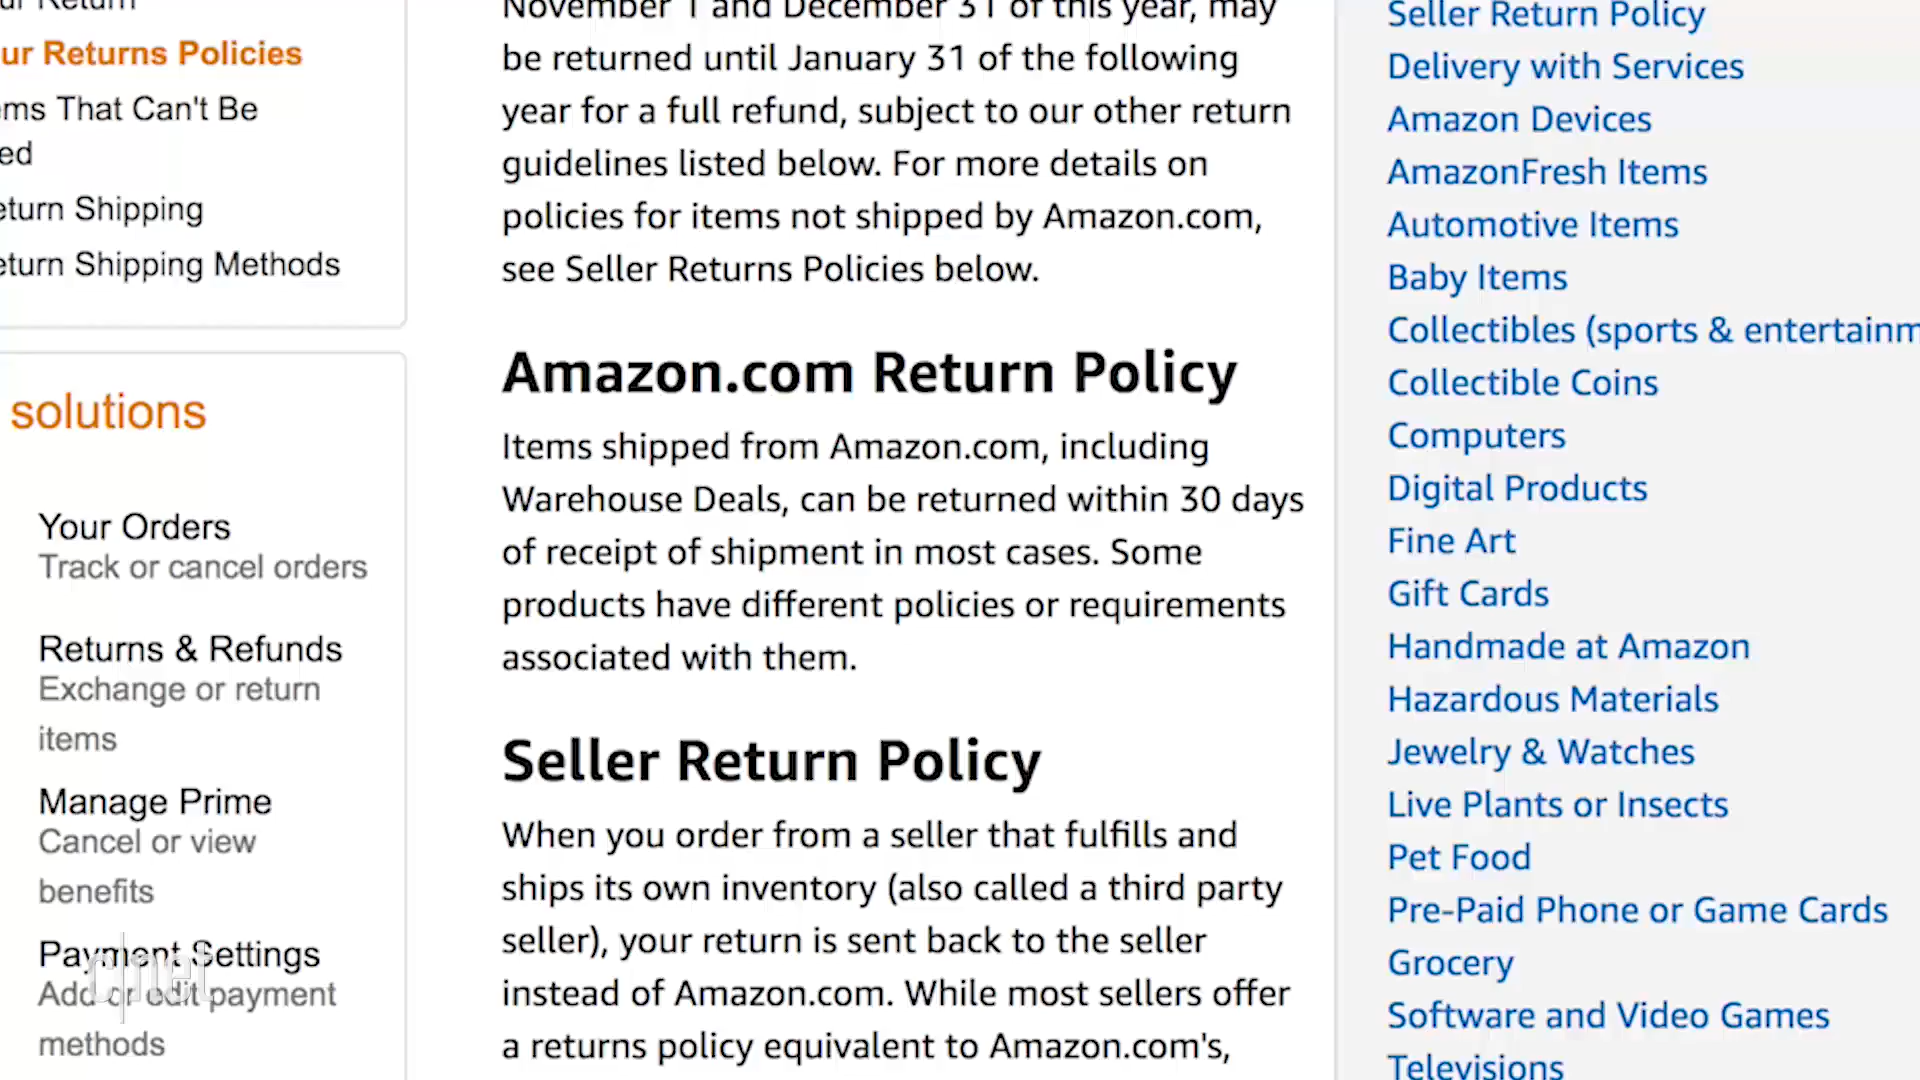 ur Return
ur Returns Policies
ems That Can't Be
ed
eturn Shipping
eturn Shipping Methods
solutions
Your Orders
Track or cancel orders
Returns & Refunds
Exchange or return
items
Manage Prime
Cancel or view
benefits
Payment Settings
Add or edit payment
methods
c|net
November 1 and December 31 of this year, may
be returned until January 31 of the following
year for a full refund, subject to our other return
guidelines listed below. For more details on
policies for items not shipped by Amazon.com,
see Seller Returns Policies below.
Amazon.com Return Policy
Items shipped from Amazon.com, including
Warehouse Deals, can be returned within 30 days
of receipt of shipment in most cases. Some
products have different policies or requirements
associated with them.
Seller Return Policy
When you order from a seller that fulfills and
ships its own inventory (also called a third party
seller), your return is sent back to the seller
instead of Amazon.com. While most sellers offer
a returns policy equivalent to Amazon.com's,
Seller Return Policy
Delivery with Services
Amazon Devices
AmazonFresh Items
Automotive Items
Baby Items
Collectibles (sports & entertainm
Collectible Coins
Computers
Digital Products
Fine Art
Gift Cards
Handmade at Amazon
Hazardous Materials
Jewelry & Watches
Live Plants or Insects
Pet Food
Pre-Paid Phone or Game Cards
Grocery
Software and Video Games
Televisions